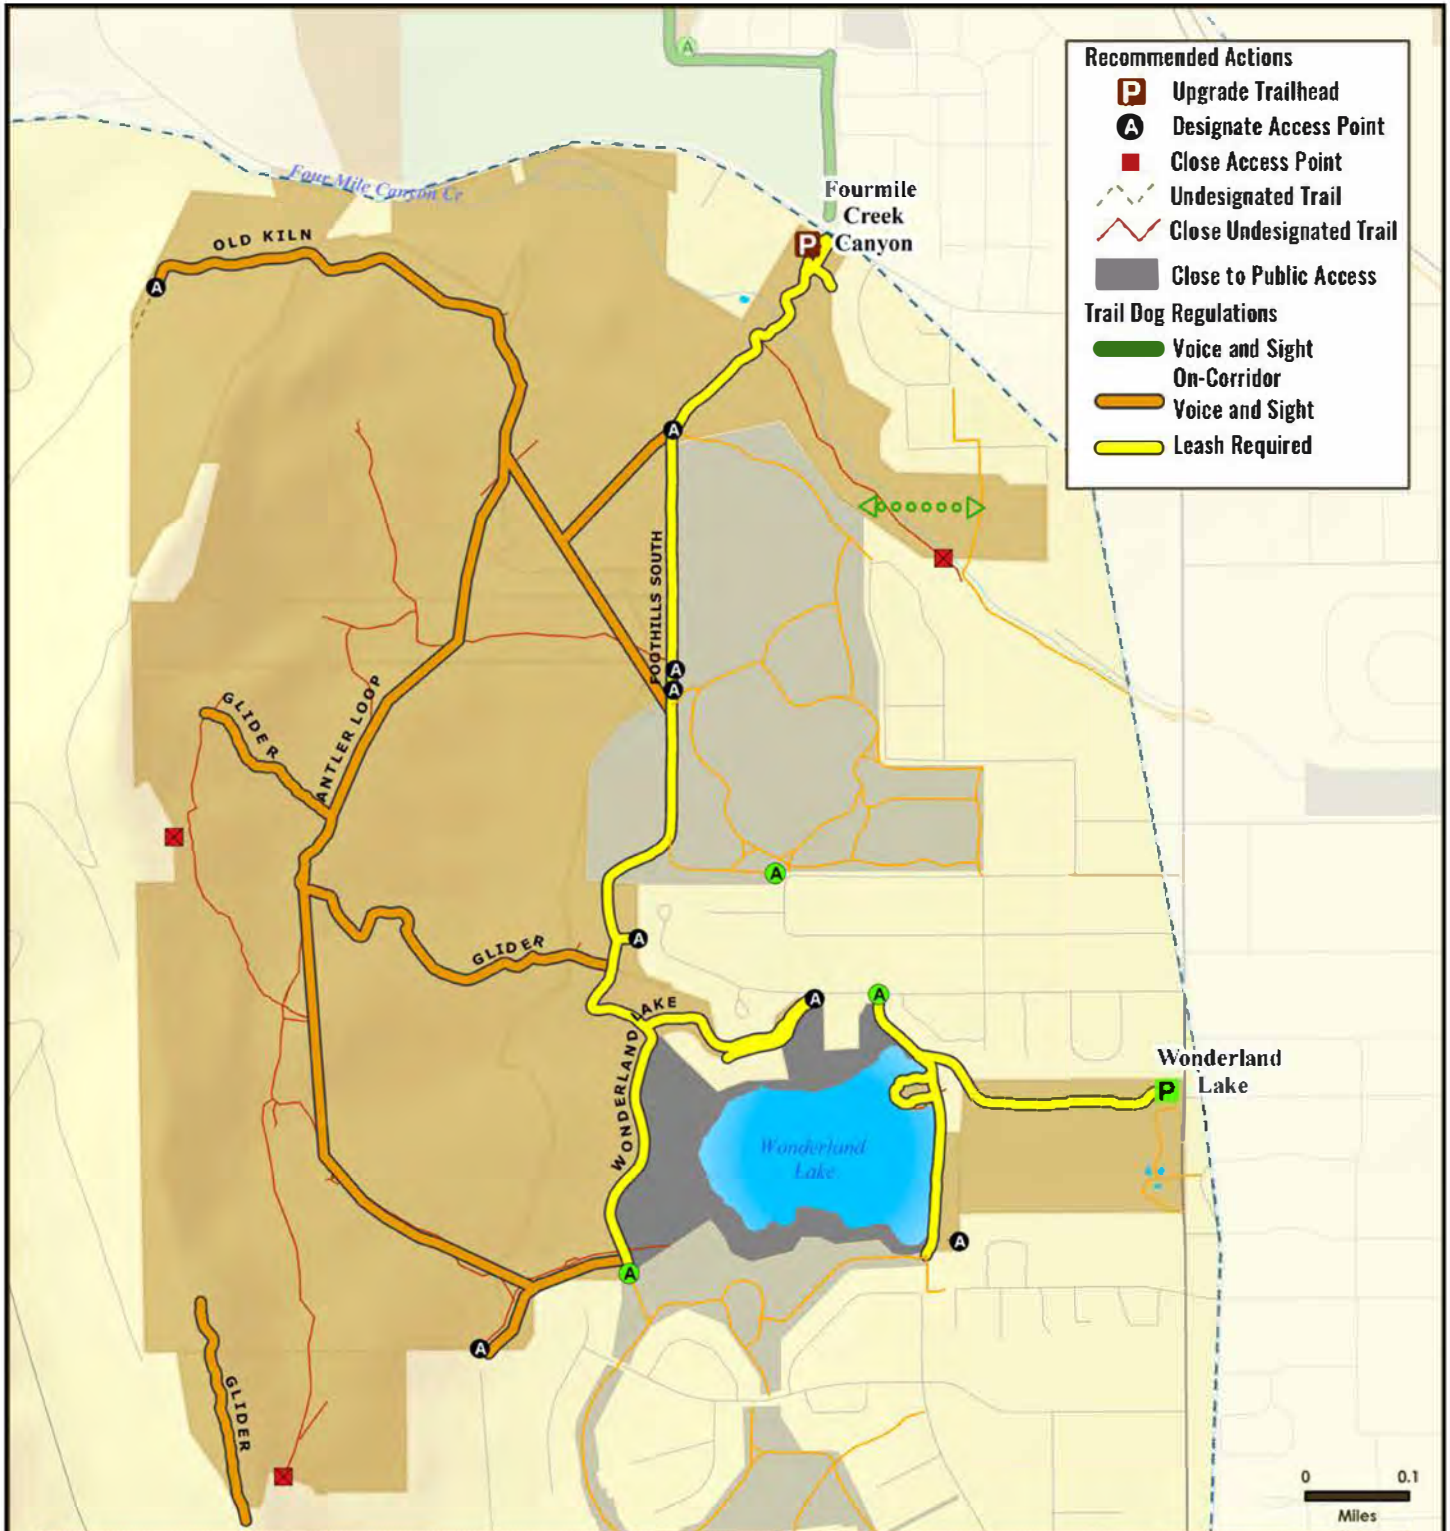 A
Recommended Actions
P Upgrade Trailhead
A Designate Access Point
Close Access Point
Undesignated Trail
Close Undesignated Trail
Close to Public Access
Trail Dog Regulations
Voice and Sight
On-Corridor
Voice and Sight
Leash Required
Four Mile Canyon Cr
Fourmile
Creek
Canyon
P
OLD KILN
A
A
FOOTHILLS SOUTH
A
A
GLIDER
ANTLER LOOP
A
GLIDER
A
WONDERLAND LAKE
A
A
Wonderland
Lake
P
Wonderland
Lake
A
A
A
GLIDER
0 0.1
Miles